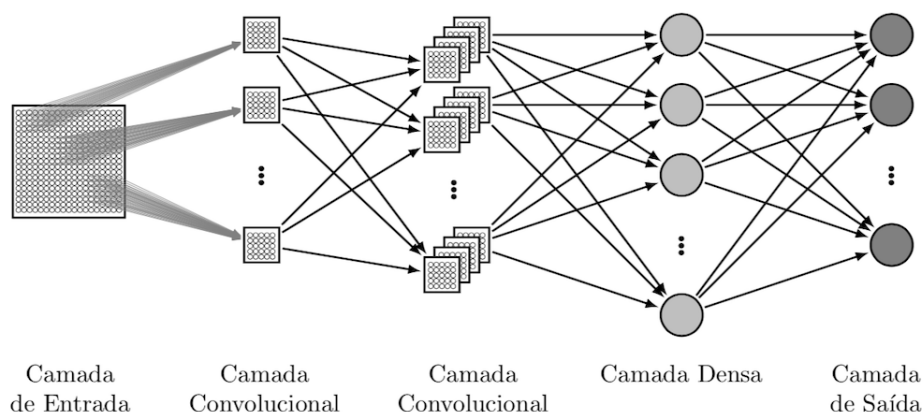 Camada
de Entrada
Camada
Convolucional
Camada
Convolucional
Camada Densa
Camada
de Saída